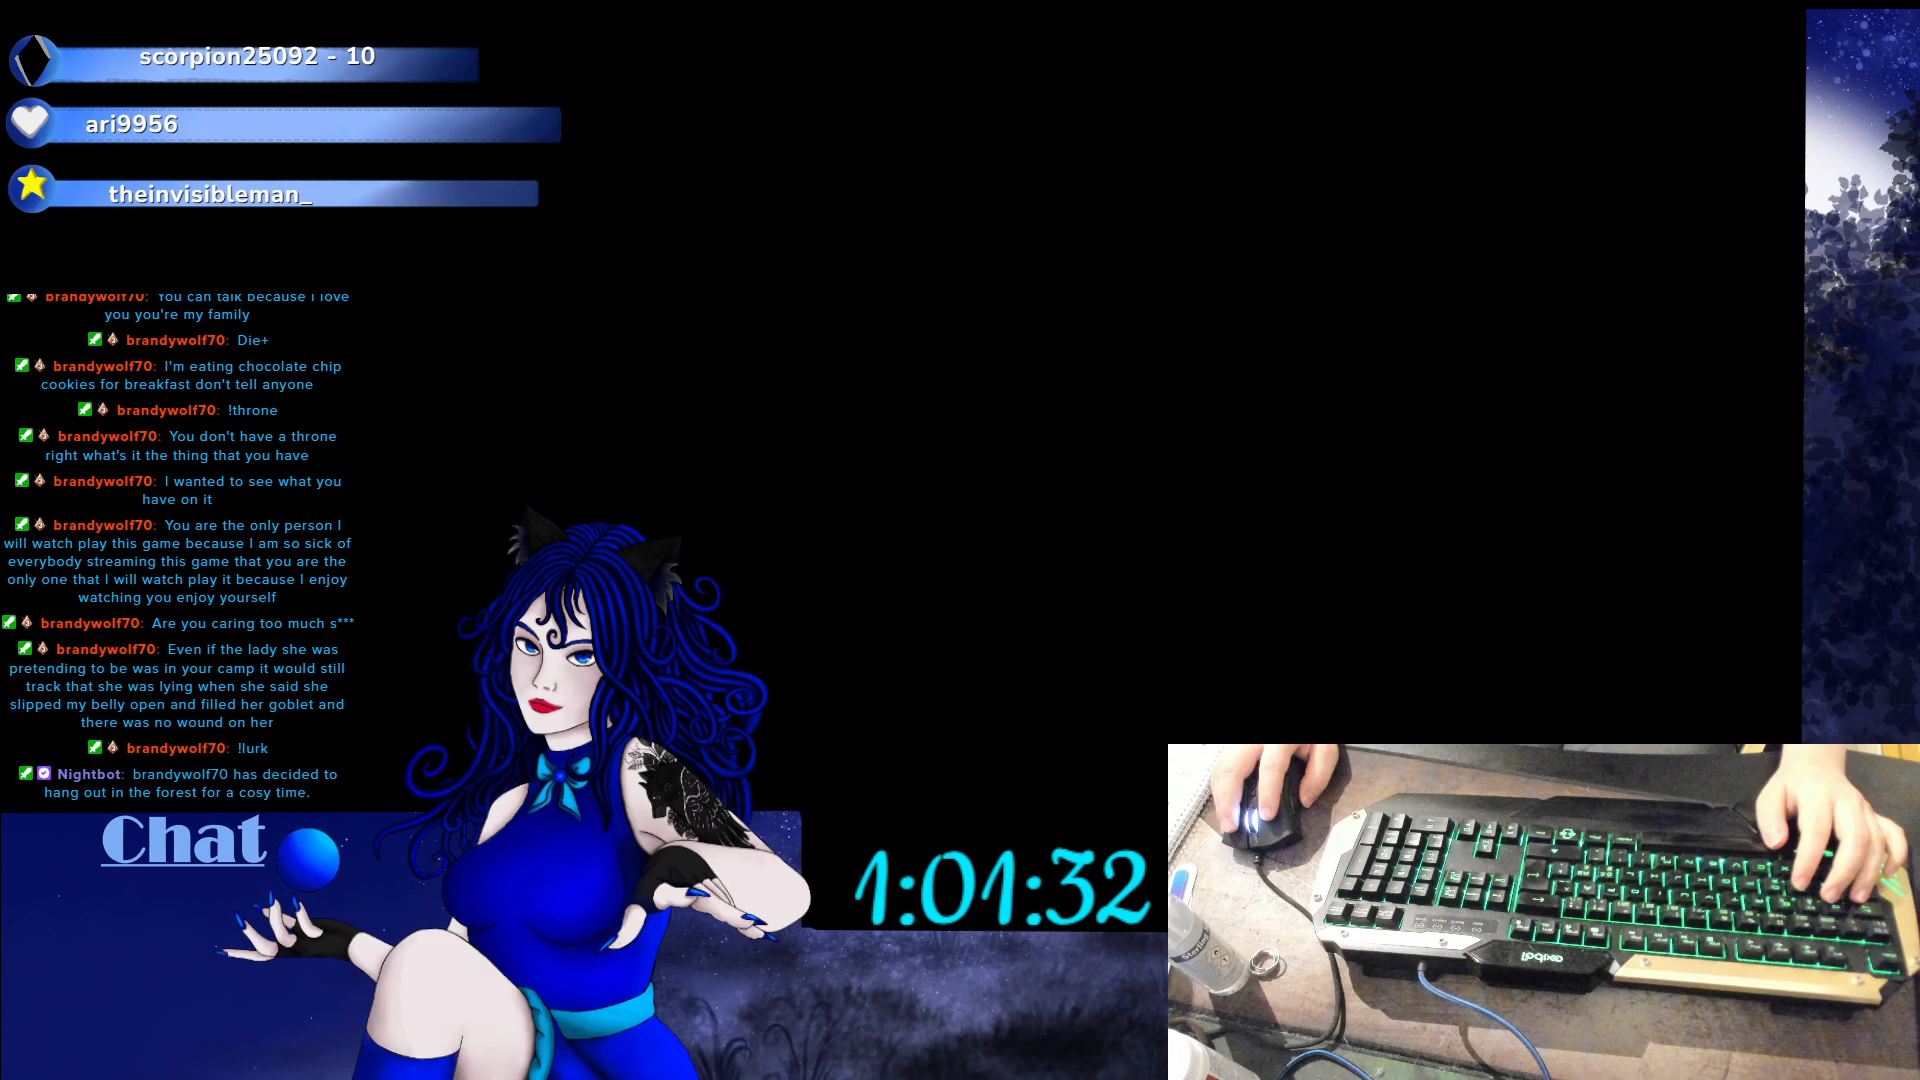 scorpion25092 - 10
ari9956
theinvisibleman_
brandywolf70: You can talk because I love
you you're my family
brandywolf70: Die+
brandywolf70: I'm eating chocolate chip
cookies for breakfast don't tell anyone
brandywolf70: !throne
brandywolf70: You don't have a throne
right what's it the thing that you have
brandywolf70: I wanted to see what you
have on it
brandywolf70: You are the only person I
will watch play this game because I am so sick of
everybody streaming this game that you are the
only one that I will watch play it because I enjoy
watching you enjoy yourself
brandywolf70: Are you caring too much s***
brandywolf70: Even if the lady she was
pretending to be was in your camp it would still
track that she was lying when she said she
slipped my belly open and filled her goblet and
there was no wound on her
brandywolf70: !lurk
Nightbot: brandywolf70 has decided to
hang out in the forest for a cosy time.
Chat
1:01:32